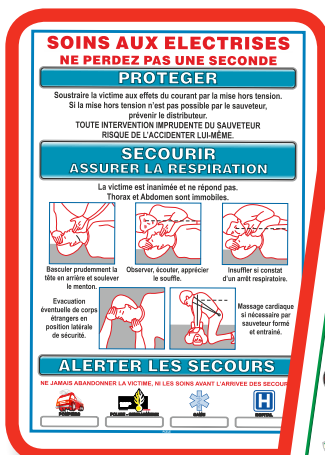 SOINS AUX ELECTRISES
NE PERDEZ PAS UNE SECONDE
PROTEGER
Soustraire la victime aux effets du courant par la mise hors tension.
Si la mise hors tension n'est pas possible par le sauveteur,
prévenir le distributeur.
TOUTE INTERVENTION IMPRUDENTE DU SAUVETEUR
RISQUE DE L'ACCIDENTER LUI-MÊME.
SECOURIR
ASSURER LA RESPIRATION
La victime est inanimée et ne répond pas.
Thorax et Abdomen sont immobiles.
Basculer prudemment la
tête en arrière et soulever
le menton.
Observer, écouter, apprécier
le souffle.
Insuffler si constat
d'un arrêt respiratoire.
Evacuation
éventuelle de corps
étrangers en
position latérale
de sécurité.
Massage cardiaque
si nécessaire par
sauveteur formé
et entrainé.
ALERTER LES SECOURS
NE JAMAIS ABANDONNER LA VICTIME, NI LES SOINS AVANT L'ARRIVEE DES SECOURS
POMPIERS
POLICE - GENDARMERIE
SAMU
H
HOPITAL